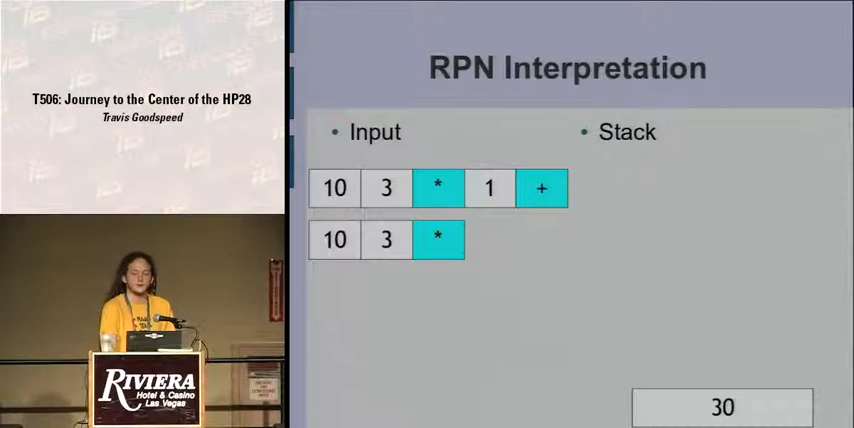 T506: Journey to the Center of the HP28
Travis Goodspeed
RIVIERA
Hotel & Casino
Las Vegas
RPN Interpretation
• Input
• Stack
10 3 * 1 +
10 3 *
30